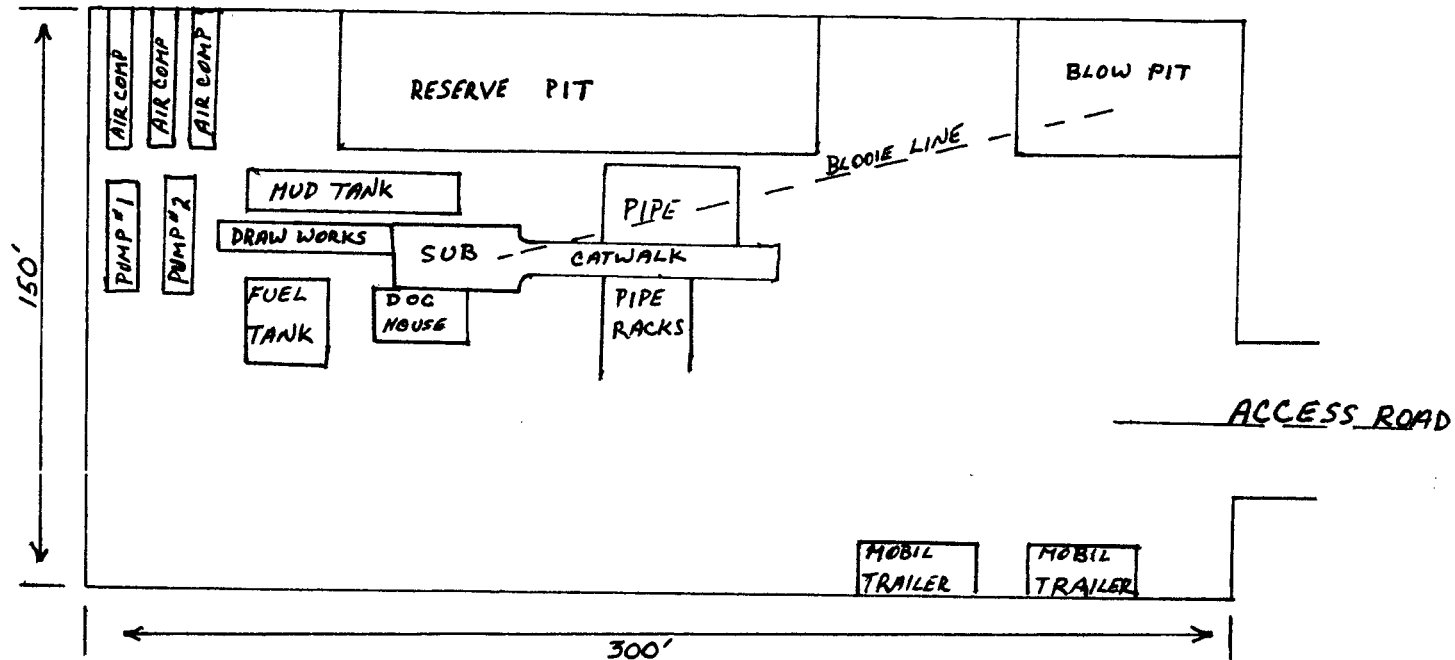 AIR COMP
AIR COMP
AIR COMP
RESERVE PIT
BLOW PIT
BLOOIE LINE
MUD TANK
PIPE
PUMP #1
PUMP #2
DRAW WORKS
SUB
CATWALK
150'
FUEL
TANK
DOG
HOUSE
PIPE
RACKS
ACCESS ROAD
MOBIL
TRAILER
MOBIL
TRAILER
300'